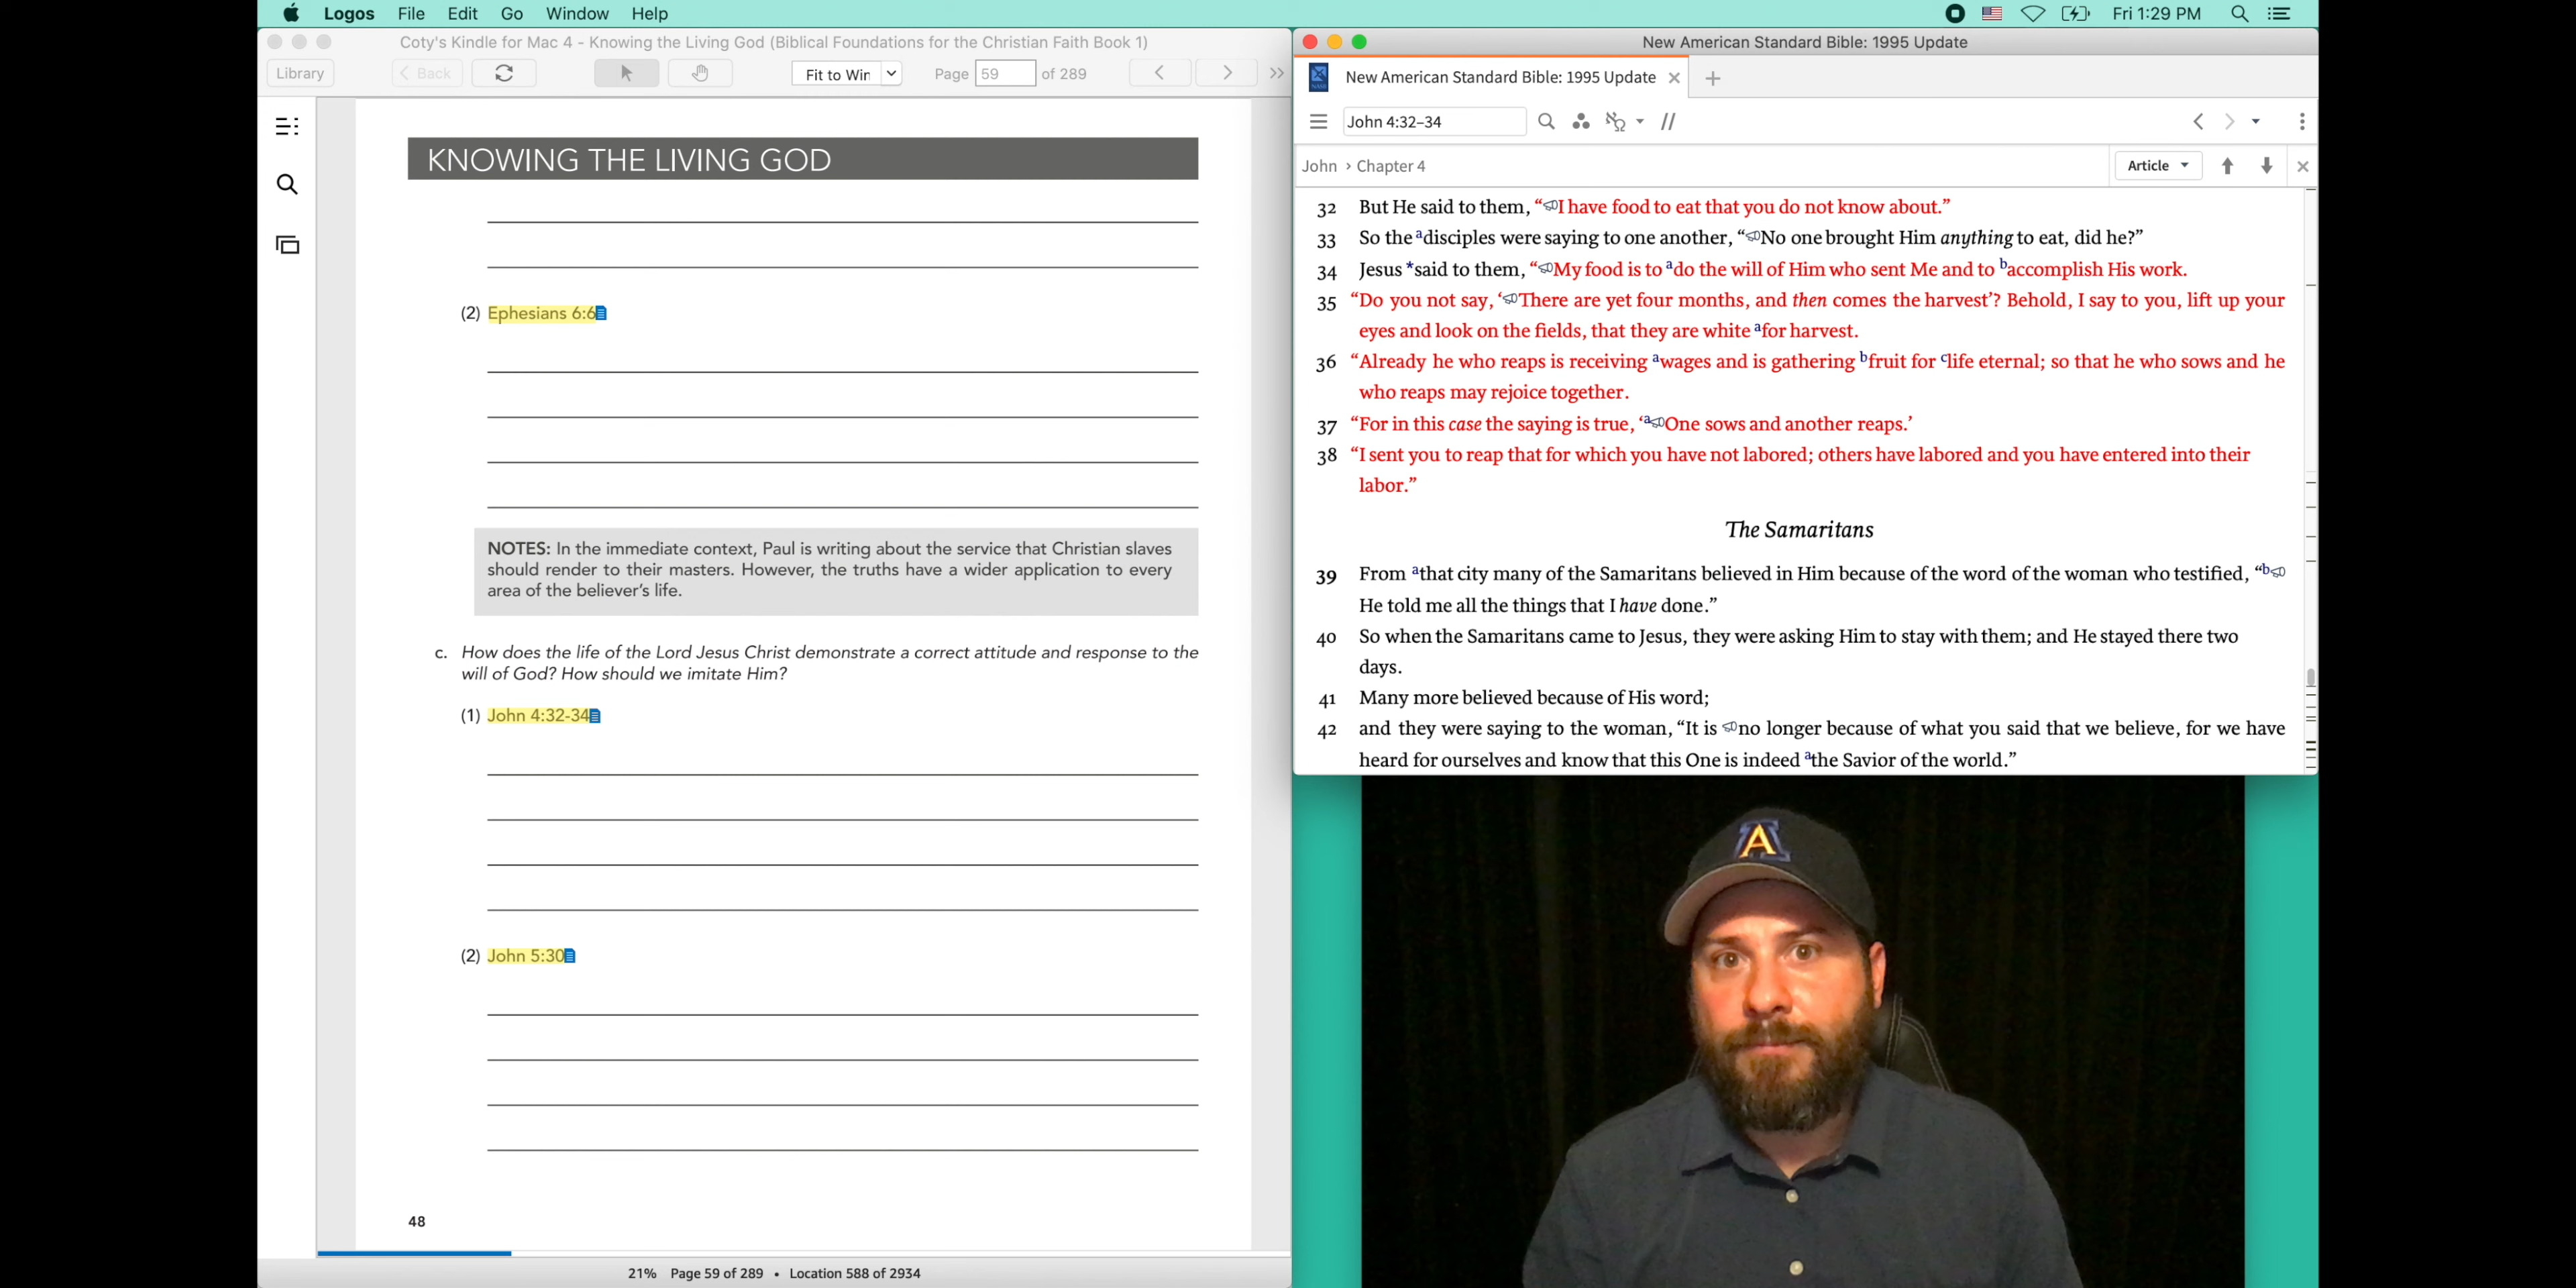 Logos File Edit Go Window Help
Fri 1:29 PM
Coty's Kindle for Mac 4 - Knowing the Living God (Biblical Foundations for the Christian Faith Book 1)
Library
Back
Fit to Win
Page 59 of 289
KNOWING THE LIVING GOD
(2) Ephesians 6:6
NOTES: In the immediate context, Paul is writing about the service that Christian slaves
should render to their masters. However, the truths have a wider application to every
area of the believer's life.
c. How does the life of the Lord Jesus Christ demonstrate a correct attitude and response to the
will of God? How should we imitate Him?
(1) John 4:32-34
(2) John 5:30
48
21% Page 59 of 289 • Location 588 of 2934
New American Standard Bible: 1995 Update
New American Standard Bible: 1995 Update
John 4:32–34
John › Chapter 4
Article
32 But He said to them, “I have food to eat that you do not know about.”
33 So the adisciples were saying to one another, “No one brought Him anything to eat, did he?”
34 Jesus *said to them, “My food is to ado the will of Him who sent Me and to baccomplish His work.
35 “Do you not say, ‘There are yet four months, and then comes the harvest’? Behold, I say to you, lift up your
eyes and look on the fields, that they are white afor harvest.
36 “Already he who reaps is receiving awages and is gathering bfruit for clife eternal; so that he who sows and he
who reaps may rejoice together.
37 “For in this case the saying is true, ‘aOne sows and another reaps.’
38 “I sent you to reap that for which you have not labored; others have labored and you have entered into their
labor.”
The Samaritans
39 From athat city many of the Samaritans believed in Him because of the word of the woman who testified, “b
He told me all the things that I have done.”
40 So when the Samaritans came to Jesus, they were asking Him to stay with them; and He stayed there two
days.
41 Many more believed because of His word;
42 and they were saying to the woman, “It is no longer because of what you said that we believe, for we have
heard for ourselves and know that this One is indeed athe Savior of the world.”
A